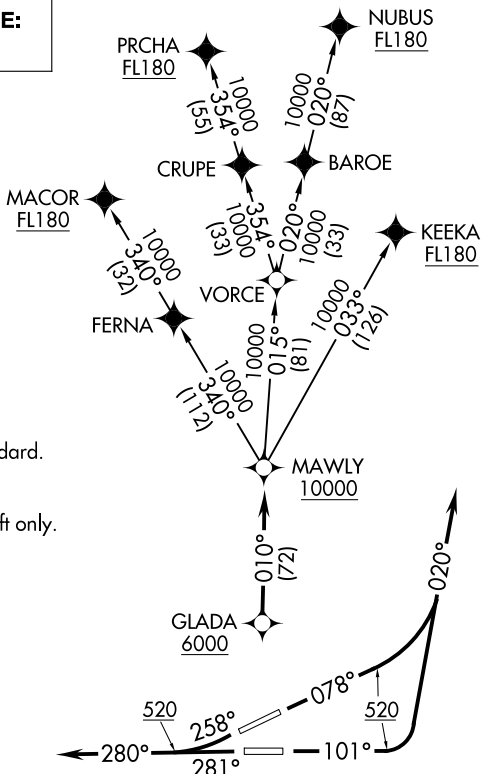 E:
NUBUS
FL180
PRCHA
FL180
10000
354°
(55)
10000
020°
(87)
CRUPE
BAROE
MACOR
FL180
354°
10000
(33)
020°
10000
(33)
KEEKA
FL180
10000
340°
(32)
VORCE
FERNA
10000
033°
(126)
10000
015°
(81)
10000
340°
(112)
dard.
MAWLY
10000
ft only.
010°
(72)
020°
GLADA
6000
078°
520
258°
520
280°
281°
101°